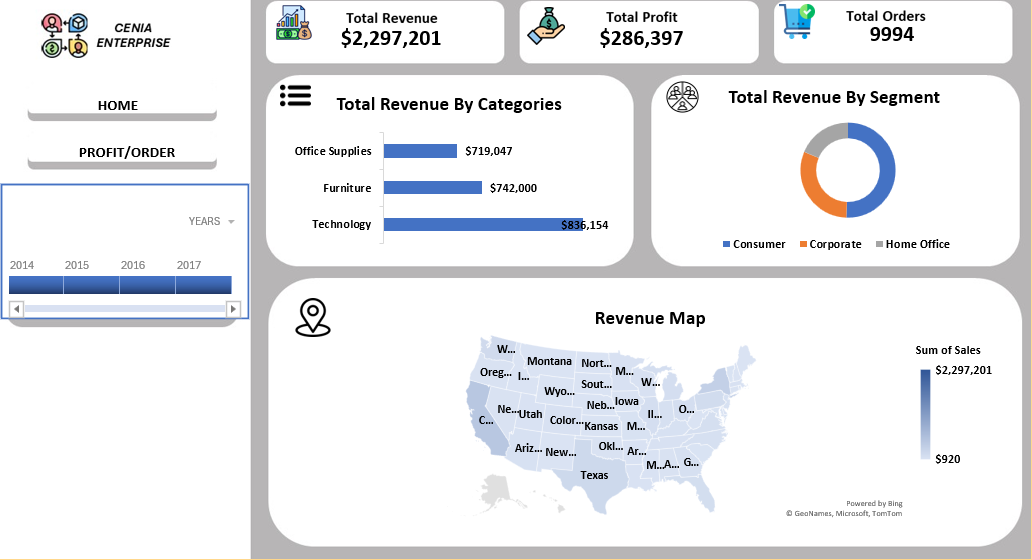 CENIA
ENTERPRISE
HOME
PROFIT/ORDER
YEARS
2014 2015 2016 2017
Total Revenue
$2,297,201
Total Profit
$286,397
Total Orders
9994
Total Revenue By Categories
Office Supplies $719,047
Furniture $742,000
Technology $836,154
Total Revenue By Segment
Consumer Corporate Home Office
Revenue Map
W...
Montana
Nort...
Oreg...
I...
M...
Wyo...
Sout...
W...
Ne...
Utah
Neb...
Iowa
C...
Color...
Kansas
M...
Ill...
O...
Ariz...
New...
Okl...
Ar...
Texas
M...
A...
G...
Sum of Sales
$2,297,201
$920
Powered by Bing
© GeoNames, Microsoft, TomTom